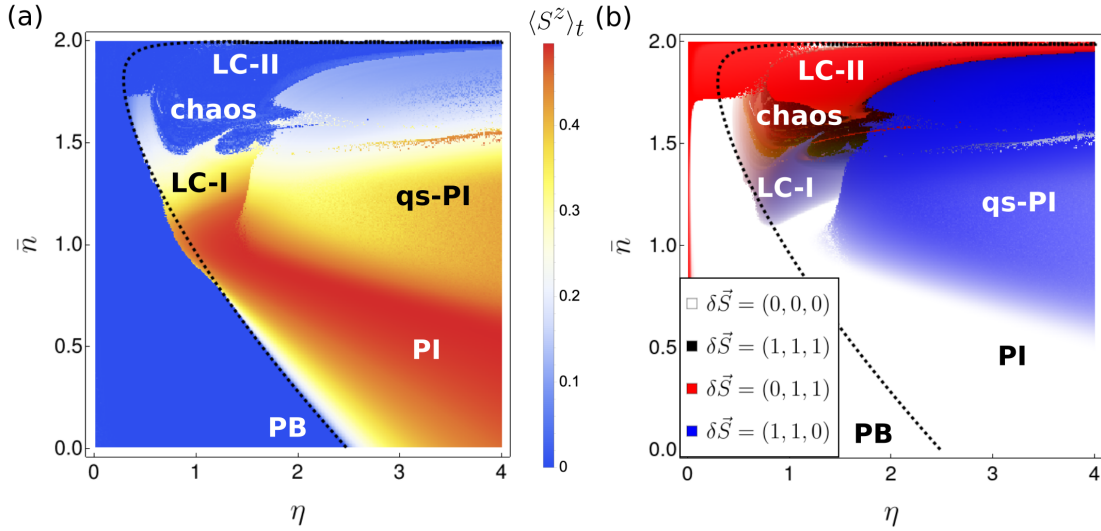 (a)
⟨S^z⟩_t
(b)
2.0
1.5
1.0
0.5
0.0
n̄
LC-II
chaos
LC-I
qs-PI
PI
PB
0
1
2
3
4
η
0.4
0.3
0.2
0.1
0
2.0
1.5
1.0
0.5
0.0
n̄
LC-II
chaos
LC-I
qs-PI
PI
PB
δS⃗ = (0, 0, 0)
δS⃗ = (1, 1, 1)
δS⃗ = (0, 1, 1)
δS⃗ = (1, 1, 0)
0
1
2
3
4
η